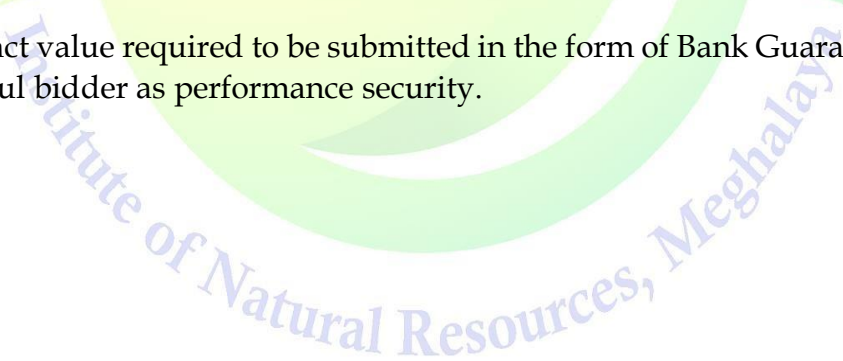 act value required to be submitted in the form of Bank Guara
ul bidder as performance security.
Institute of Natural Resources, Meghalaya